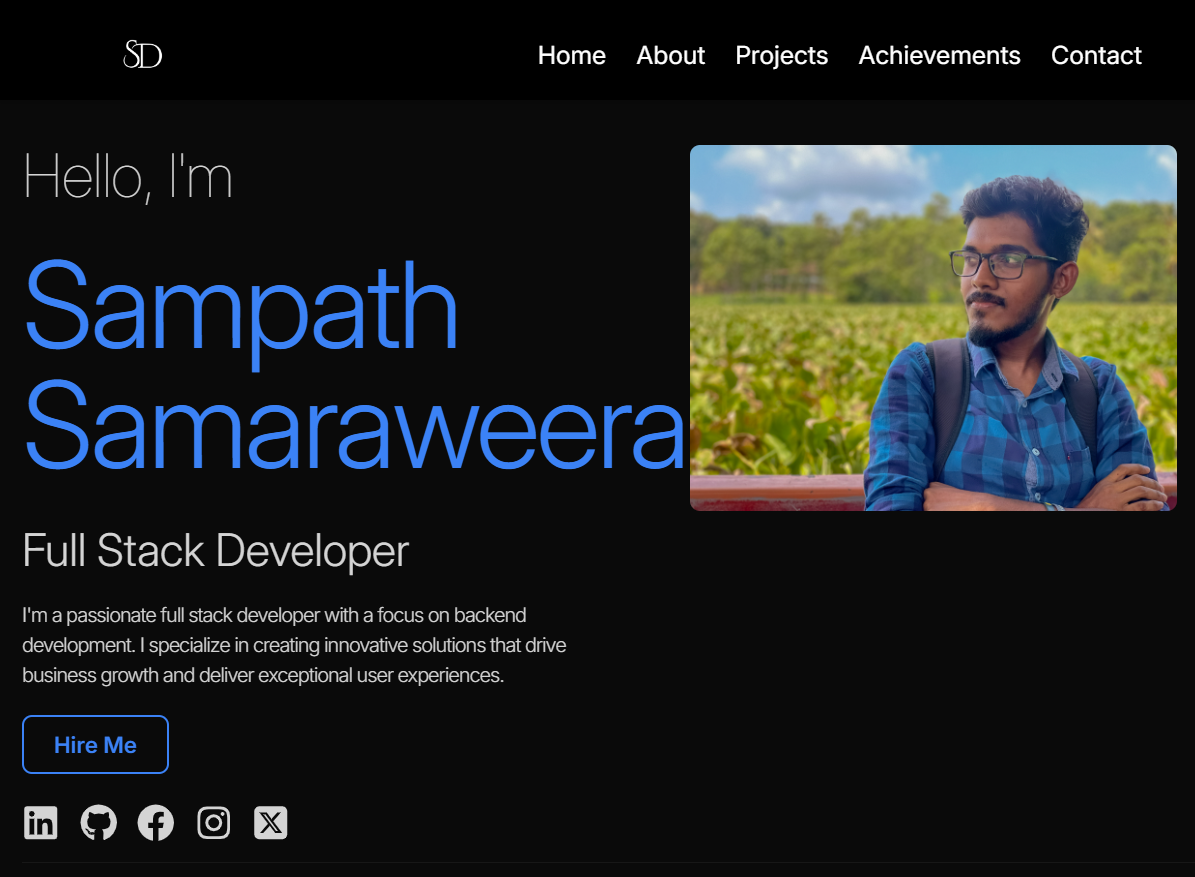 SD
Home About Projects Achievements Contact
Hello, I'm
Sampath
Samaraweera
Full Stack Developer
I'm a passionate full stack developer with a focus on backend
development. I specialize in creating innovative solutions that drive
business growth and deliver exceptional user experiences.
Hire Me
in